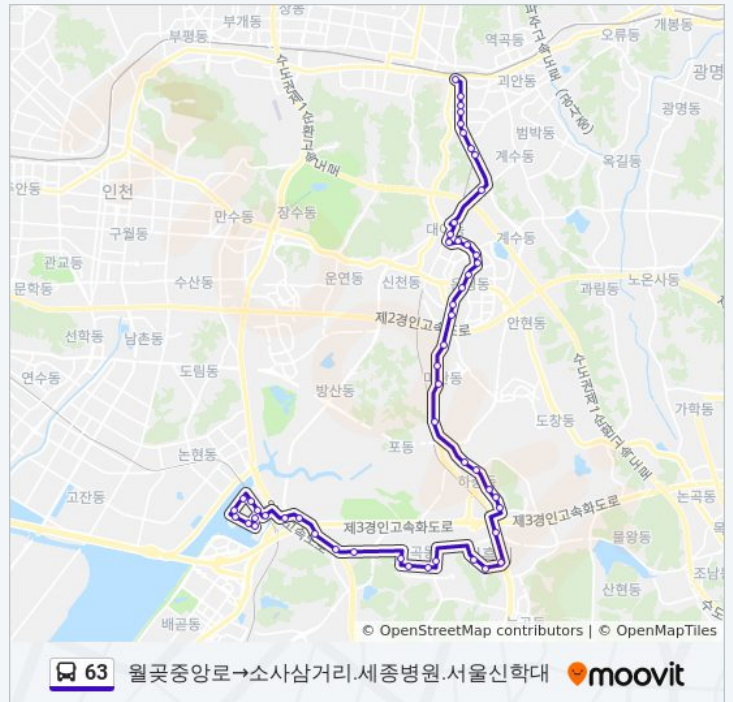 장동
부개동
부평동
역곡동
오류동
개봉동
괴안동
광명
광명동
범박동
계수동
옥길동
인천
만수동
장수동
구월동
계수동
관교동
문학동
수산동
운연동
신천동
과림동
노온사동
제2경인고속도로
안현동
선학동
남촌동
연수동
도림동
방산동
도창동
가학동
논현동
포동
고잔동
제3경인고속화도로
제3경인고속화도로
논곡동
물왕동
조남
산현동
배곧동
© OpenStreetMap contributors | © OpenMapTiles
63 월곶중앙로→소사삼거리.세종병원.서울신학대 moovit